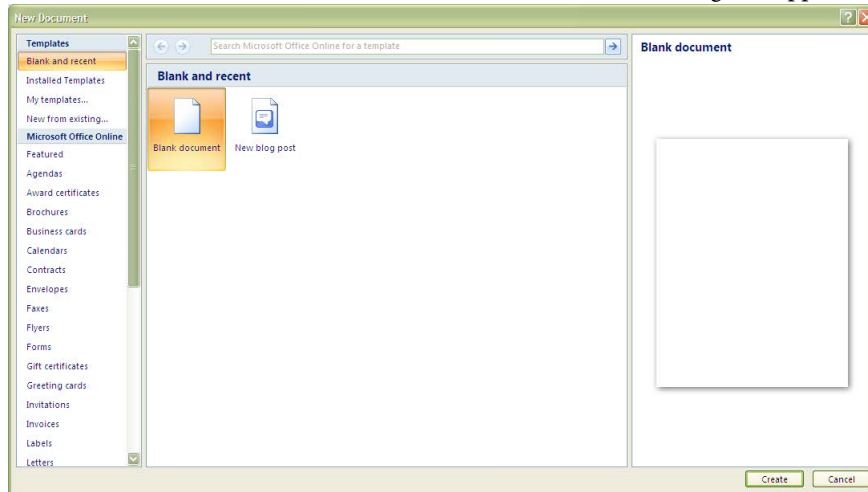 New Document
Templates
Blank and recent
Installed Templates
My templates...
New from existing...
Microsoft Office Online
Featured
Agendas
Award certificates
Brochures
Business cards
Calendars
Contracts
Envelopes
Faxes
Flyers
Forms
Gift certificates
Greeting cards
Invitations
Invoices
Labels
Letters
Search Microsoft Office Online for a template
Blank and recent
Blank document
New blog post
Blank document
Create
Cancel